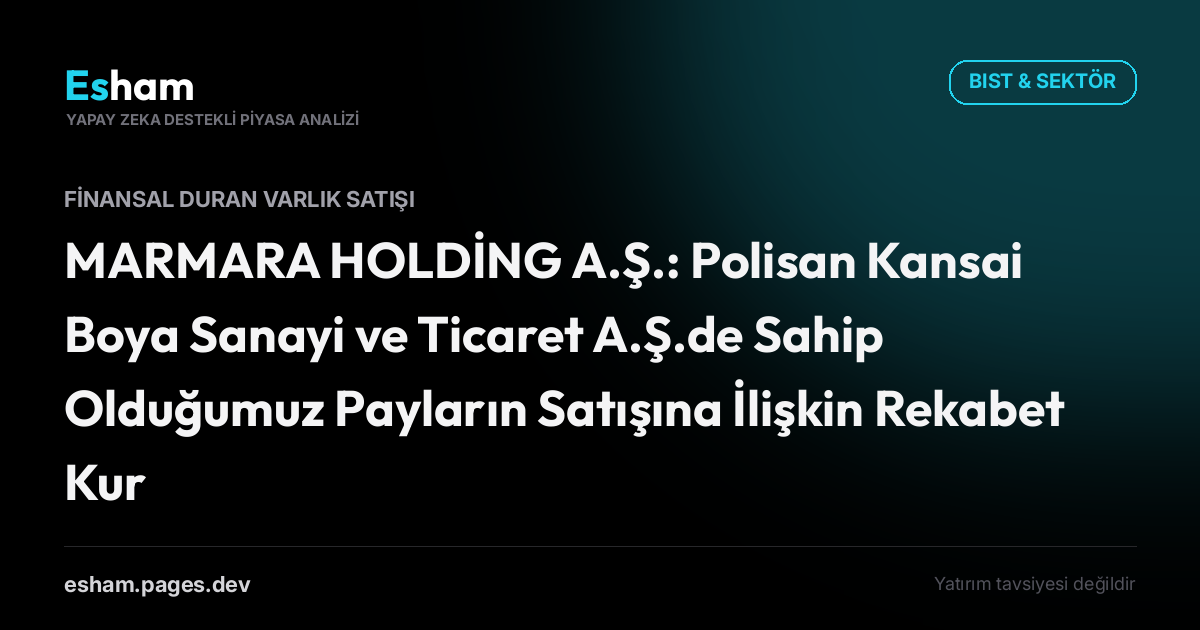 Esham
BIST & SEKTÖR
YAPAY ZEKA DESTEKLİ PİYASA ANALİZİ
FİNANSAL DURAN VARLIK SATIŞI
MARMARA HOLDİNG A.Ş.: Polisan Kansai
Boya Sanayi ve Ticaret A.Ş.de Sahip
Olduğumuz Payların Satışına İlişkin Rekabet
Kur
esham.pages.dev
Yatırım tavsiyesi değildir